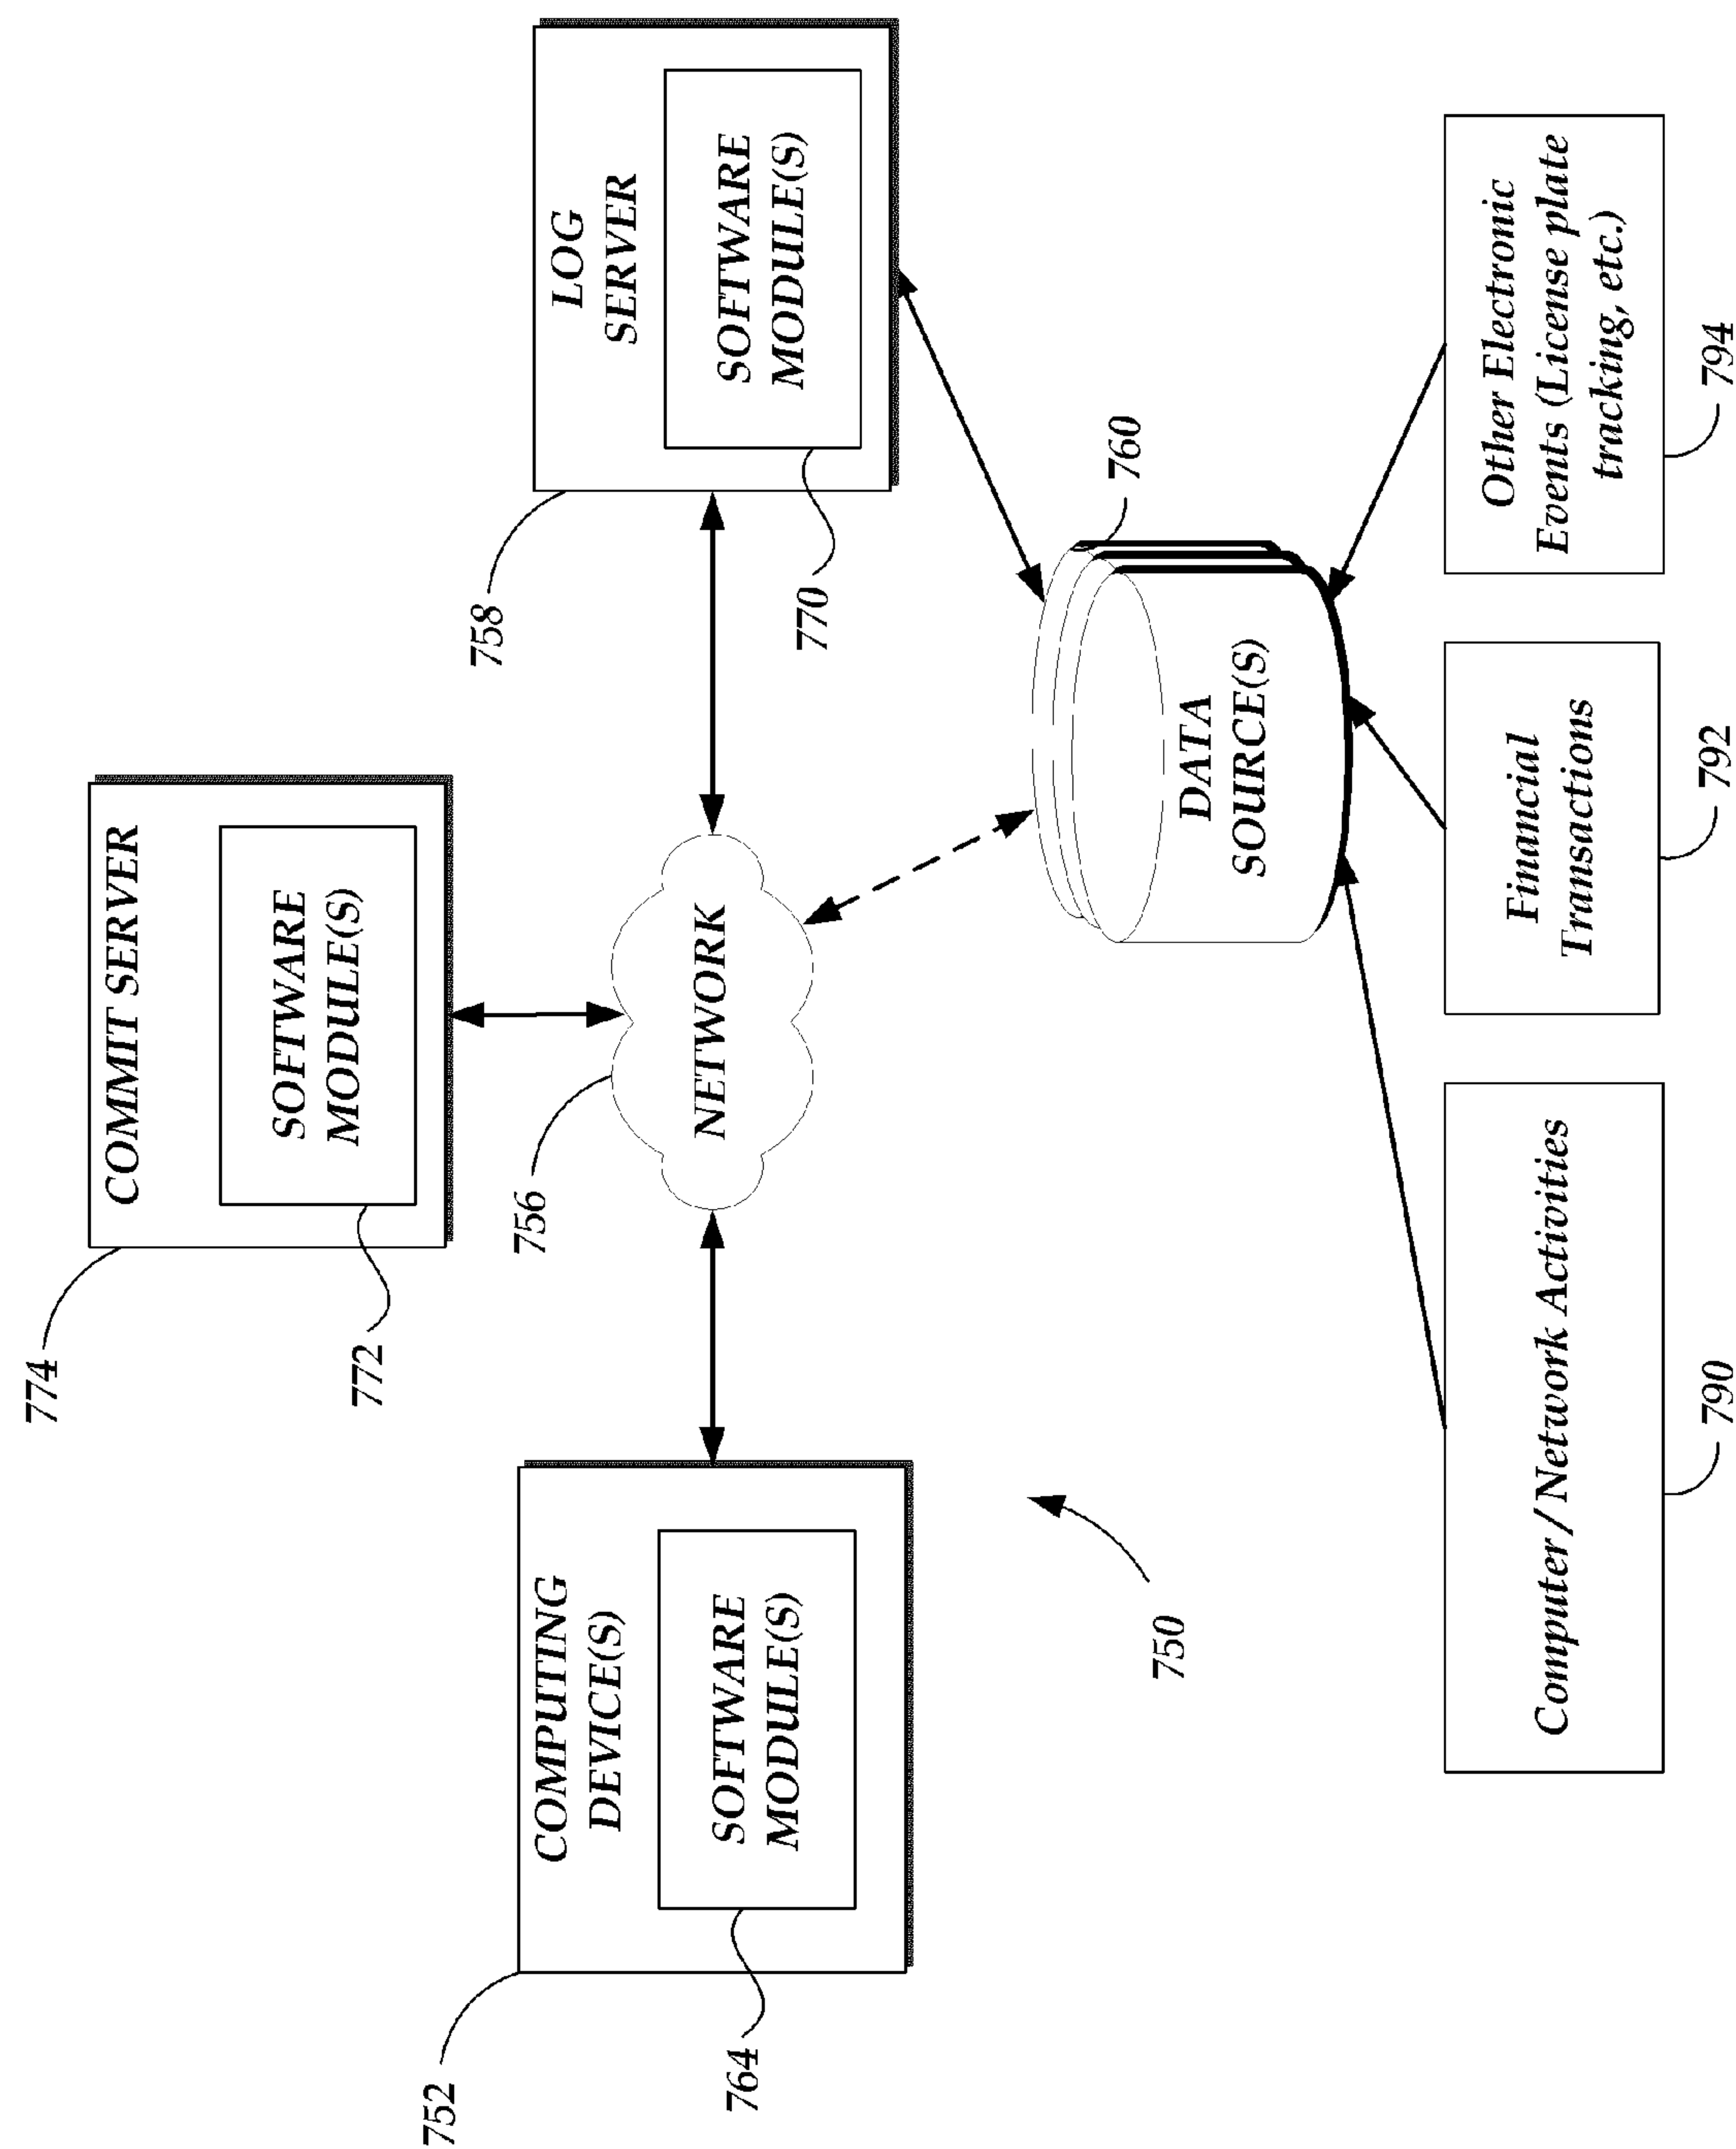 774
COMMIT SERVER
SOFTWARE
MODULE(S)
772
752
COMPUTING
DEVICE(S)
SOFTWARE
MODULE(S)
764
756
NETWORK
758
LOG
SERVER
SOFTWARE
MODULE(S)
770
750
760
DATA
SOURCE(S)
Computer/Network Activities
790
Financial
Transactions
792
Other Electronic
Events (License plate
tracking, etc.)
794